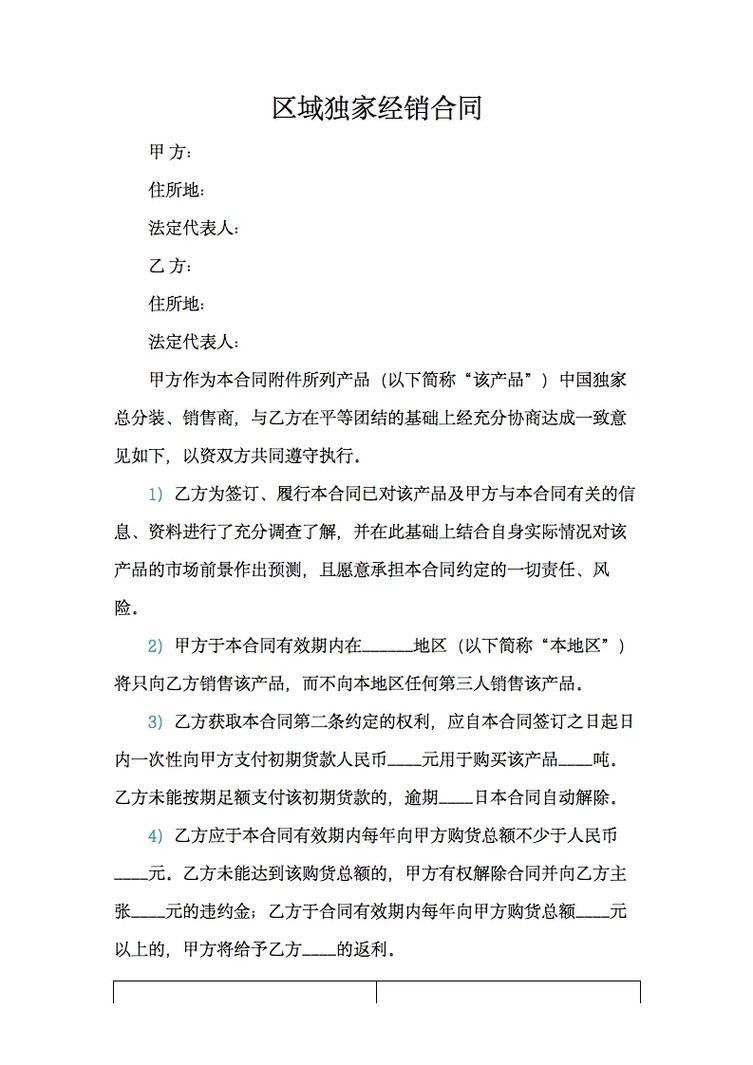 区域独家经销合同
甲 方:
住所地:
法定代表人:
乙 方:
住所地:
法定代表人:
甲方作为本合同附件所列产品（以下简称“该产品”）中国独家
总分装、销售商，与乙方在平等团结的基础上经充分协商达成一致意
见如下，以资双方共同遵守执行。
1）乙方为签订、履行本合同已对该产品及甲方与本合同有关的信
息、资料进行了充分调查了解，并在此基础上结合自身实际情况对该
产品的市场前景作出预测，且愿意承担本合同约定的一切责任、风
险。
2）甲方于本合同有效期内在______地区（以下简称“本地区”）
将只向乙方销售该产品，而不向本地区任何第三人销售该产品。
3）乙方获取本合同第二条约定的权利，应自本合同签订之日起日
内一次性向甲方支付初期货款人民币____元用于购买该产品____吨。
乙方未能按期足额支付该初期货款的，逾期____日本合同自动解除。
4）乙方应于本合同有效期内每年向甲方购货总额不少于人民币
____元。乙方未能达到该购货总额的，甲方有权解除合同并向乙方主
张____元的违约金；乙方于合同有效期内每年向甲方购货总额____元
以上的，甲方将给予乙方____的返利。